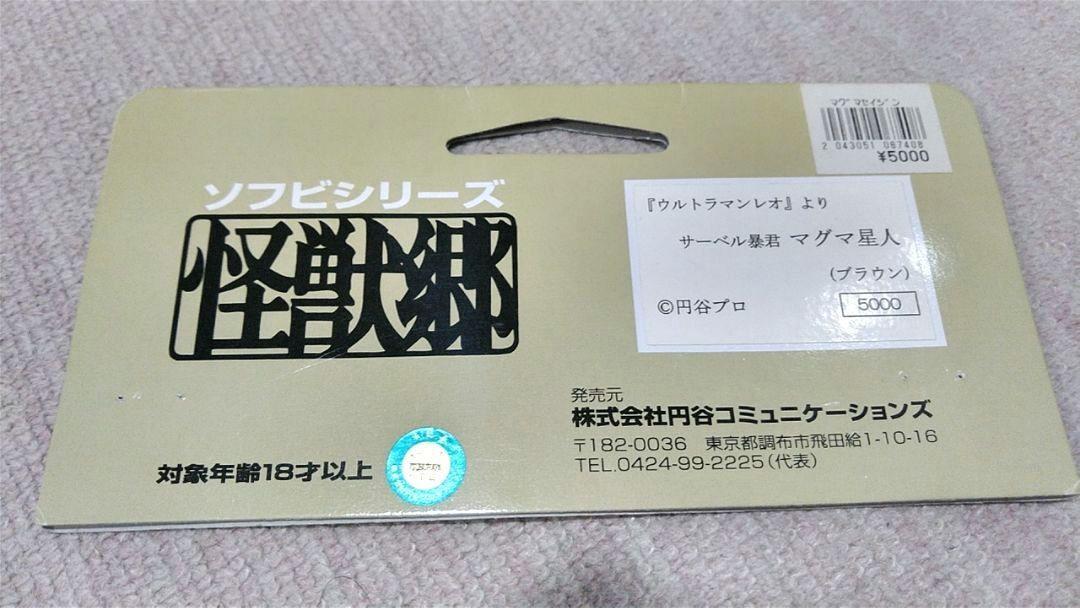 マグマセイジン
2 043051 067408
¥5000
ソフビシリーズ
怪獣郷
『ウルトラマンレオ』より
サーベル暴君 マグマ星人
(ブラウン)
©円谷プロ 5000
発売元
株式会社円谷コミュニケーションズ
〒182-0036 東京都調布市飛田給1-10-16
TEL.0424-99-2225(代表)
対象年齢18才以上